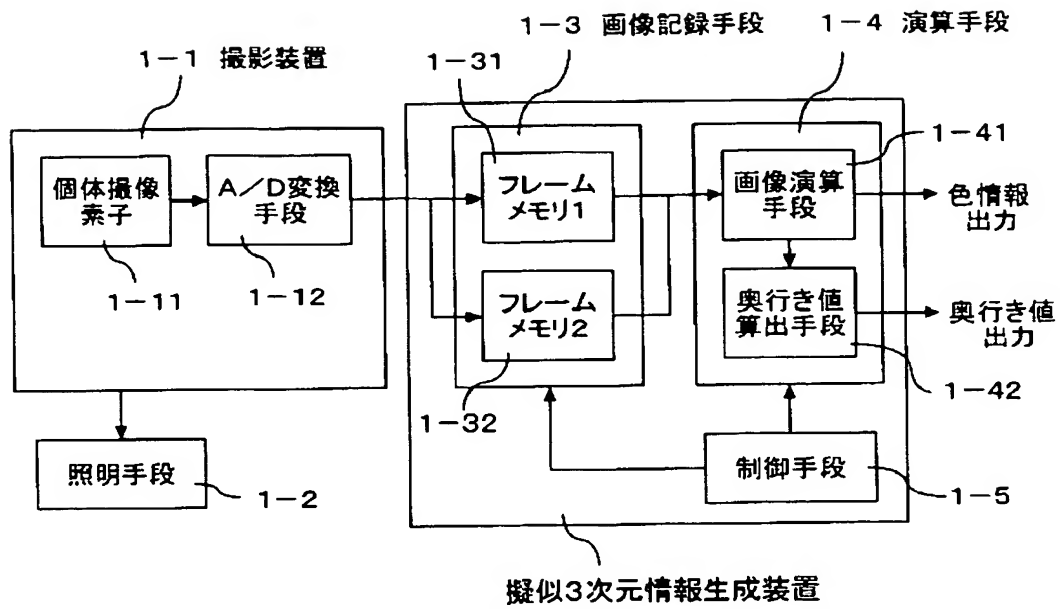 1-3 画像記録手段
1-4 演算手段
1-1 撮影装置
1-31
1-41
個体撮像
素子
A/D変換
手段
フレーム
メモリ1
画像演算
手段
色情報
出力
1-11
1-12
フレーム
メモリ2
奥行き値
算出手段
奥行き値
出力
1-32
1-42
照明手段
1-2
制御手段
1-5
擬似3次元情報生成装置